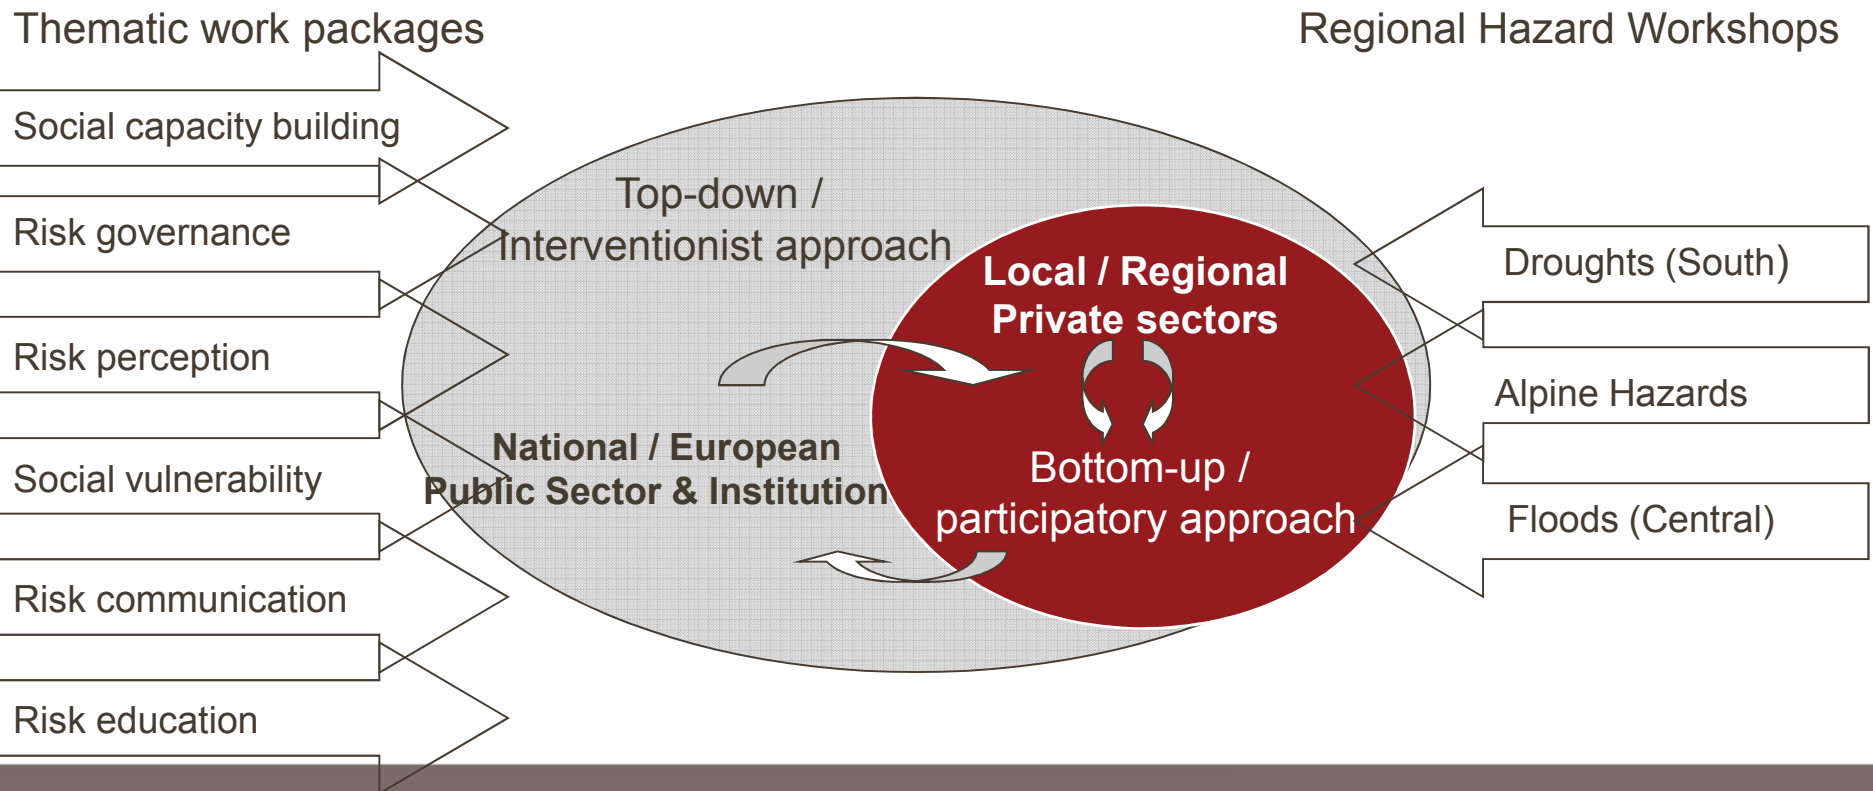 Thematic work packages
Regional Hazard Workshops
Social capacity building
Risk governance
Risk perception
Social vulnerability
Risk communication
Risk education
Top-down /
Interventionist approach
National / European
Public Sector & Institution
Local / Regional
Private sectors
Bottom-up /
participatory approach
Droughts (South)
Alpine Hazards
Floods (Central)